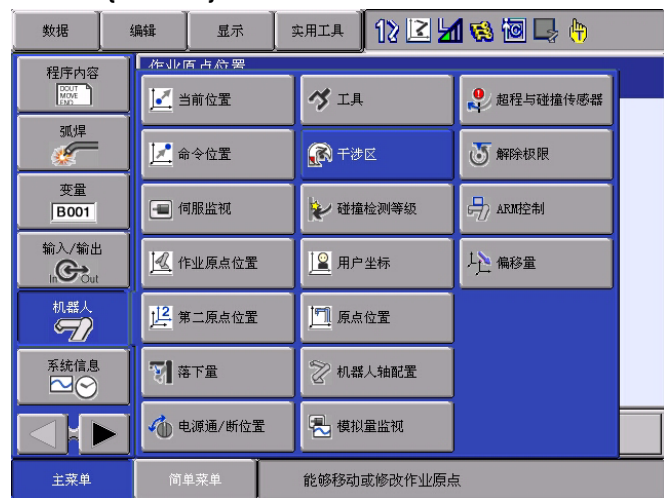 数据 编辑 显示 实用工具
作业原点位置
程序内容
DOUT
MOVE
END
弧焊
变量
B001
输入/输出
In Out
机器人
系统信息
当前位置 工具 超程与碰撞传感器
命令位置 干涉区 解除极限
伺服监视 碰撞检测等级 ARM控制
作业原点位置 用户坐标 偏移量
第二原点位置 原点位置
落下量 机器人轴配置
电源通/断位置 模拟量监视
主菜单 简单菜单 能够移动或修改作业原点